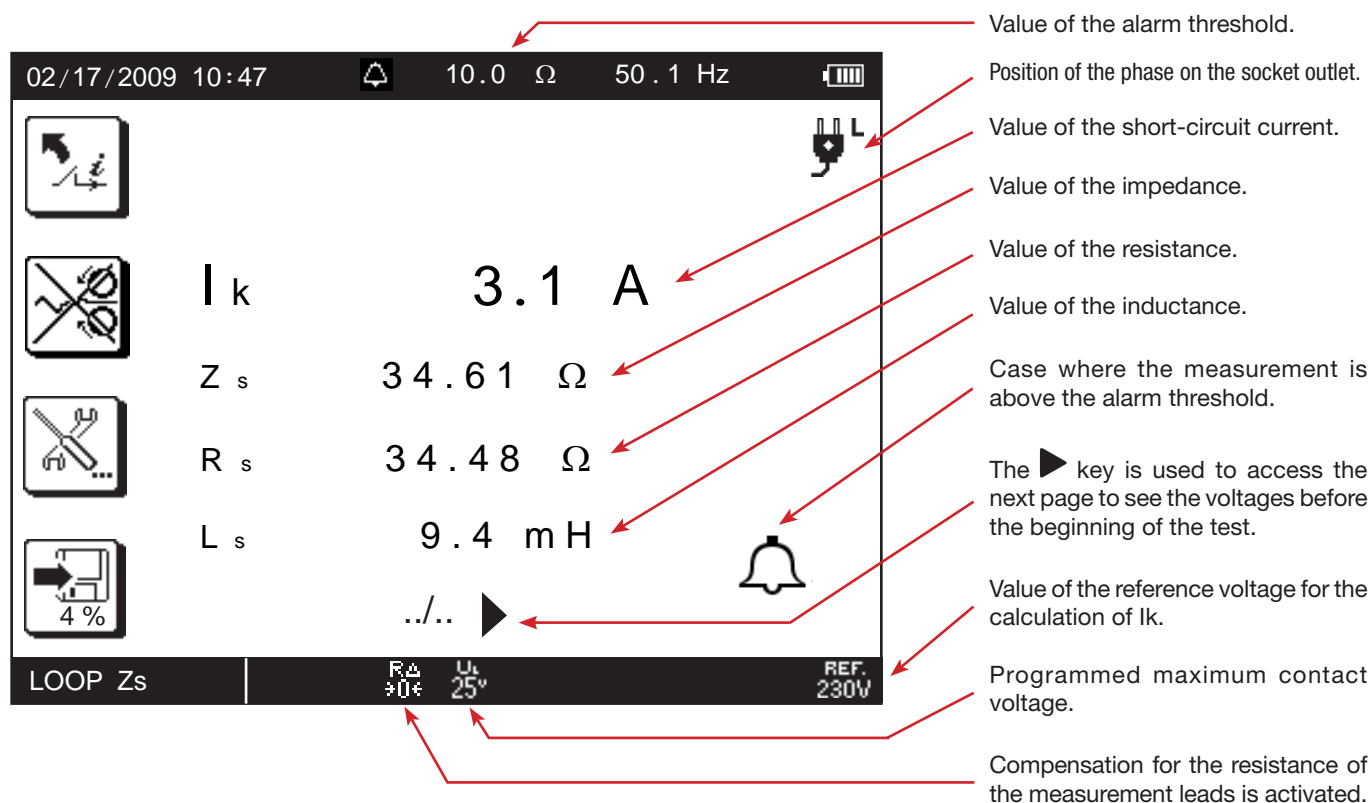 Value of the alarm threshold.
02/17/2009 10:47 10.0 Ω 50.1 Hz
Position of the phase on the socket outlet.
L
Value of the short-circuit current.
i
Value of the impedance.
Value of the resistance.
Ik 3.1 A
Value of the inductance.
Zs 34.61 Ω
Case where the measurement is
above the alarm threshold.
Rs 34.48 Ω
...
The ▶ key is used to access the
next page to see the voltages before
the beginning of the test.
Ls 9.4 mH
4 %
../.. ▶
Value of the reference voltage for the
calculation of Ik.
LOOP Zs
RΔ
0
UL
25V
REF.
230V
Programmed maximum contact
voltage.
Compensation for the resistance of
the measurement leads is activated.